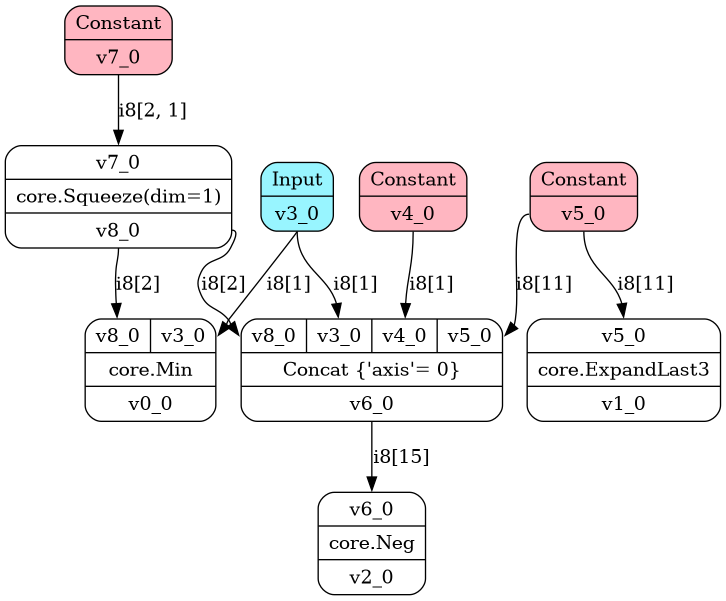 Constant
v7_0
i8[2, 1]
v7_0
core.Squeeze(dim=1)
v8_0
Input
v3_0
Constant
v4_0
Constant
v5_0
i8[2]
i8[2]
i8[1]
i8[1]
i8[1]
i8[11]
i8[11]
v8_0 v3_0
core.Min
v0_0
v8_0 v3_0 v4_0 v5_0
Concat {'axis'= 0}
v6_0
v5_0
core.ExpandLast3
v1_0
i8[15]
v6_0
core.Neg
v2_0